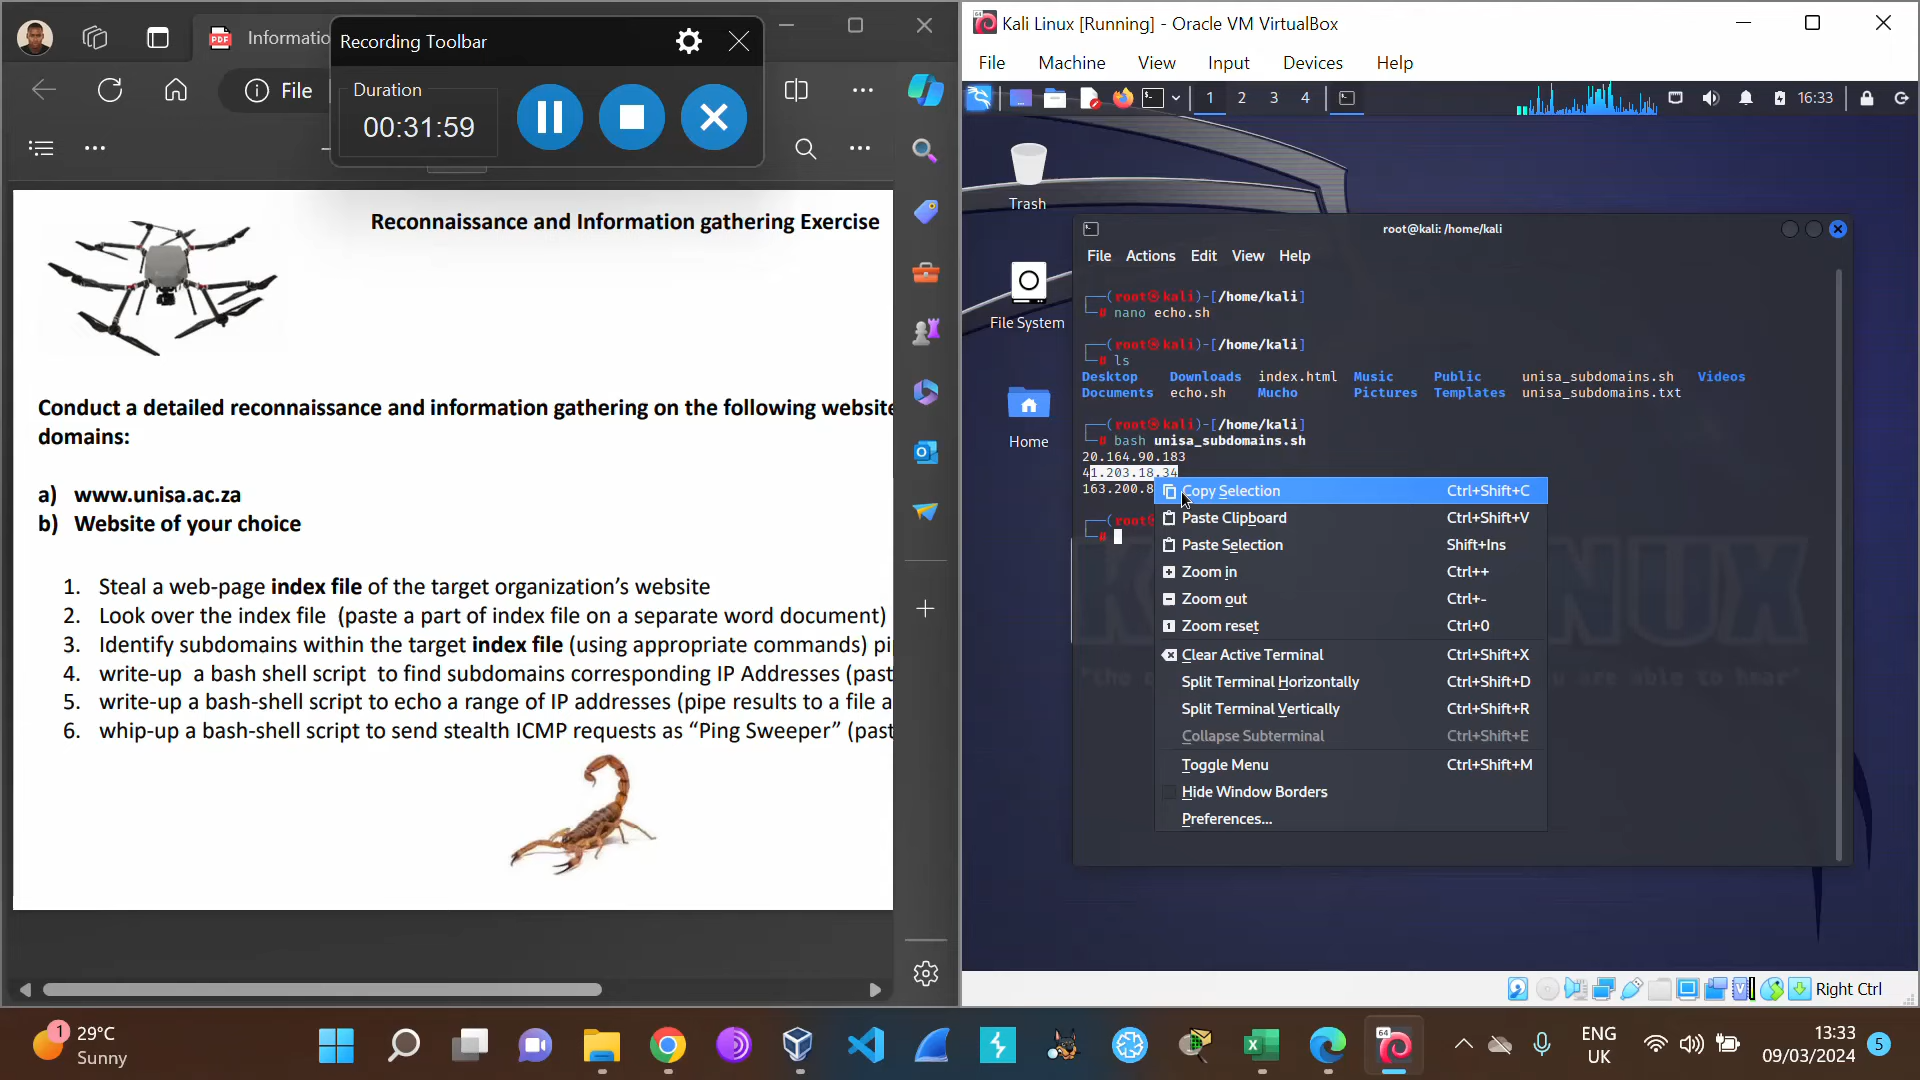 PDF
Informatio
File
Recording Toolbar
Duration
00:31:59
Reconnaissance and Information gathering Exercise
Conduct a detailed reconnaissance and information gathering on the following website
domains:
a) www.unisa.ac.za
b) Website of your choice
1. Steal a web-page index file of the target organization's website
2. Look over the index file (paste a part of index file on a separate word document)
3. Identify subdomains within the target index file (using appropriate commands) pi
4. write-up a bash shell script to find subdomains corresponding IP Addresses (past
5. write-up a bash-shell script to echo a range of IP addresses (pipe results to a file a
6. whip-up a bash-shell script to send stealth ICMP requests as "Ping Sweeper" (past
64
Kali Linux [Running] - Oracle VM VirtualBox
File Machine View Input Devices Help
1 2 3 4
16:33
Trash
File System
Home
root@kali: /home/kali
File Actions Edit View Help
(root㉿kali)-[/home/kali]
# nano echo.sh
(root㉿kali)-[/home/kali]
# ls
Desktop Downloads index.html Music Public unisa_subdomains.sh Videos
Documents echo.sh Mucho Pictures Templates unisa_subdomains.txt
(root㉿kali)-[/home/kali]
# bash unisa_subdomains.sh
20.164.90.183
41.203.18.34
163.200.8
(root
#
Copy Selection Ctrl+Shift+C
Paste Clipboard Ctrl+Shift+V
Paste Selection Shift+Ins
Zoom in Ctrl++
Zoom out Ctrl+-
Zoom reset Ctrl+0
Clear Active Terminal Ctrl+Shift+X
Split Terminal Horizontally Ctrl+Shift+D
Split Terminal Vertically Ctrl+Shift+R
Collapse Subterminal Ctrl+Shift+E
Toggle Menu Ctrl+Shift+M
Hide Window Borders
Preferences...
Right Ctrl
1
29°C
Sunny
64
ENG
UK
13:33
09/03/2024
5